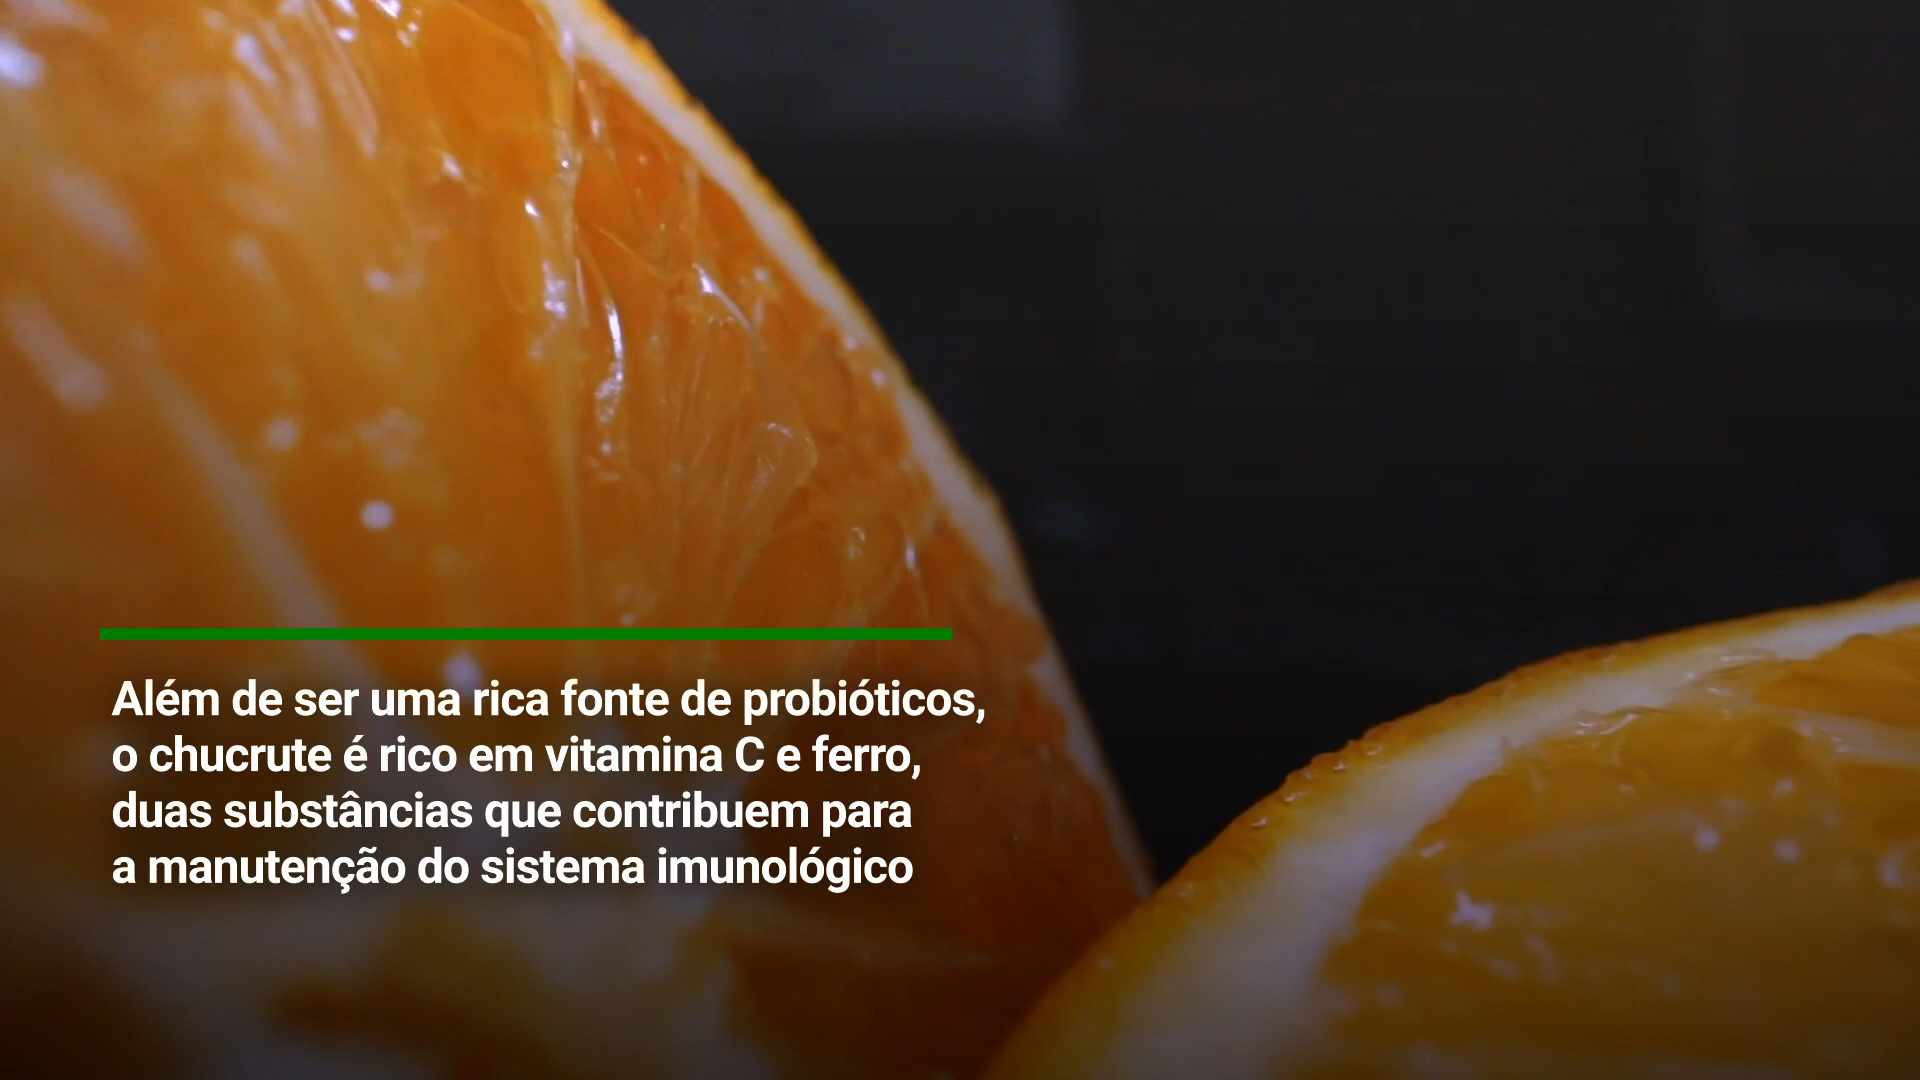 Além de ser uma rica fonte de probióticos,
o chucrute é rico em vitamina C e ferro,
duas substâncias que contribuem para
a manutenção do sistema imunológico